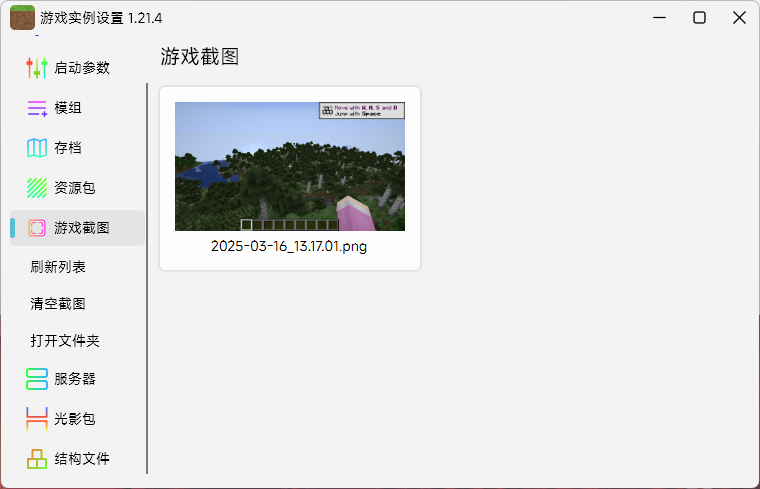 游戏实例设置 1.21.4
启动参数
模组
存档
资源包
游戏截图
刷新列表
清空截图
打开文件夹
服务器
光影包
结构文件
游戏截图
Move with W, A, S and D
Jump with Space
2025-03-16_13.17.01.png